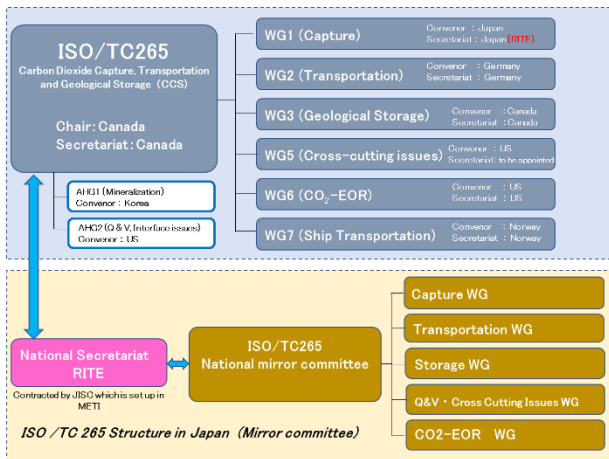 ISO/TC265
Carbon Dioxide Capture, Transportation
and Geological Storage (CCS)
Chair: Canada
Secretariat: Canada
AHG1 (Mineralization)
Convenor : Korea
AHG2 (Q & V, Interface issues)
Convenor : US
WG1 (Capture)
Convenor : Japan
Secretariat : Japan(RITE)
WG2 (Transportation)
Convenor : Germany
Secretariat : Germany
WG3 (Geological Storage)
Convenor : Canada
Secretariat : Canada
WG5 (Cross-cutting issues)
Convenor : US
Secretariat : to be appointed
WG6 (CO₂-EOR)
Convenor : US
Secretariat : US
WG7 (Ship Transportation)
Convenor : Norway
Secretariat : Norway
National Secretariat
RITE
Contracted by JISC which is set up in
METI
ISO/TC265
National mirror committee
Capture WG
Transportation WG
Storage WG
Q&V・Cross Cutting Issues WG
CO2-EOR WG
ISO /TC 265 Structure in Japan (Mirror committee)